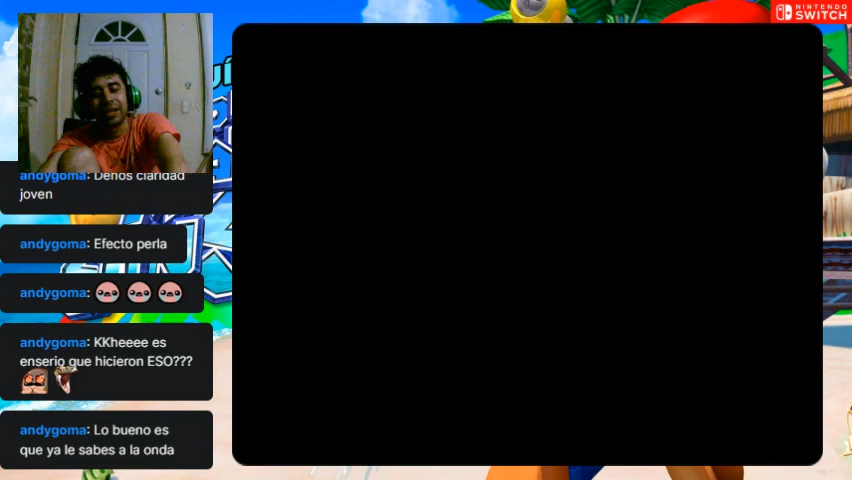 NINTENDO
SWITCH
andygoma: Denos claridad
joven
andygoma: Efecto perla
andygoma:
andygoma: KKheeee es
enserio que hicieron ESO???
andygoma: Lo bueno es
que ya le sabes a la onda